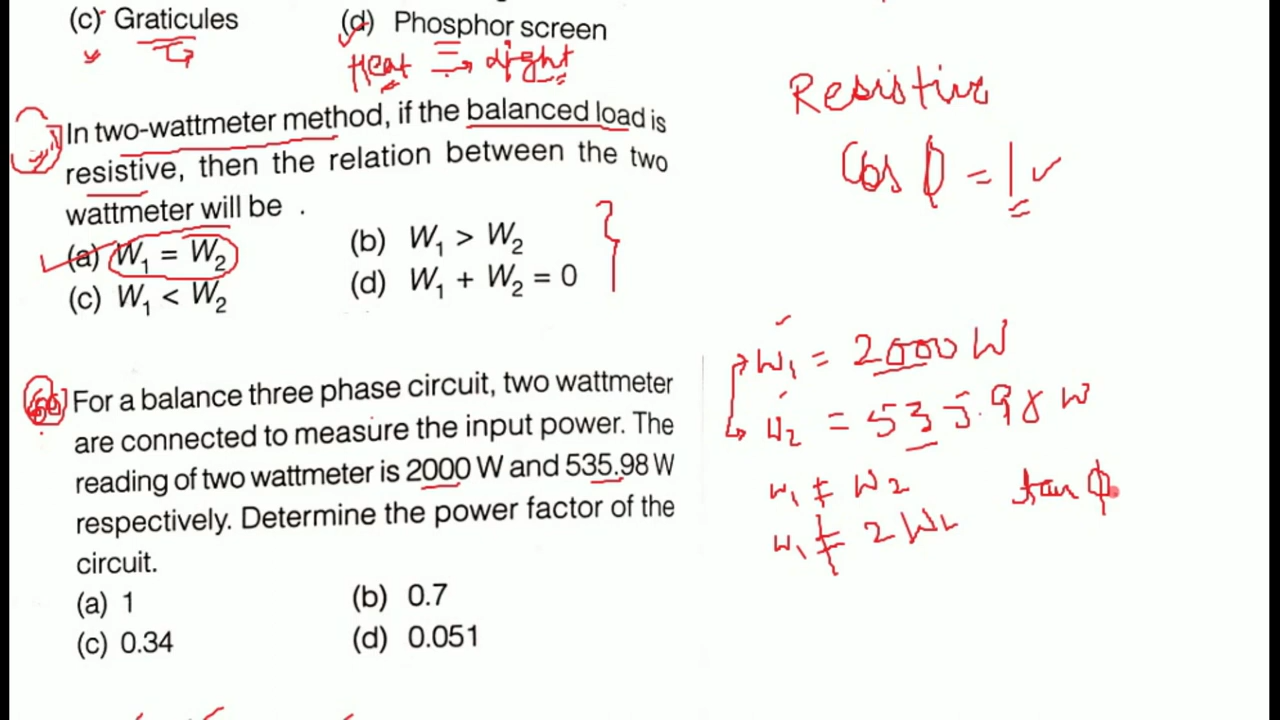 (c) Graticules
(d) Phosphor screen
Heat → Light
In two-wattmeter method, if the balanced load is
resistive, then the relation between the two
wattmeter will be .
(a) W₁ = W₂
(b) W₁ > W₂
(c) W₁ < W₂
(d) W₁ + W₂ = 0
Resistive
Cos ϕ = 1
For a balance three phase circuit, two wattmeter
are connected to measure the input power. The
reading of two wattmeter is 2000 W and 535.98 W
respectively. Determine the power factor of the
circuit.
(a) 1
(b) 0.7
(c) 0.34
(d) 0.051
W₁ = 2000 W
W₂ = 535.98 W
W₁ ≠ W₂
W₁ ≠ 2W₂
tan ϕ